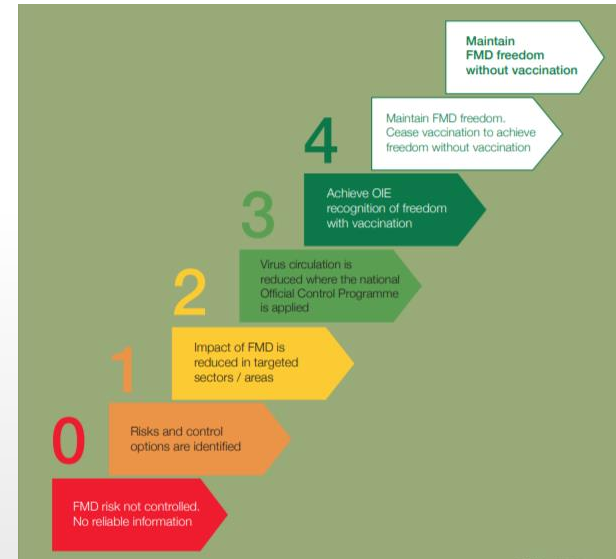 Maintain
FMD freedom
without vaccination
Maintain FMD freedom.
Cease vaccination to achieve
freedom without vaccination
4
Achieve OIE
recognition of freedom
with vaccination
3
Virus circulation is
reduced where the national
Official Control Programme
is applied
2
Impact of FMD is
reduced in targeted
sectors / areas
1
Risks and control
options are identified
0
FMD risk not controlled.
No reliable information